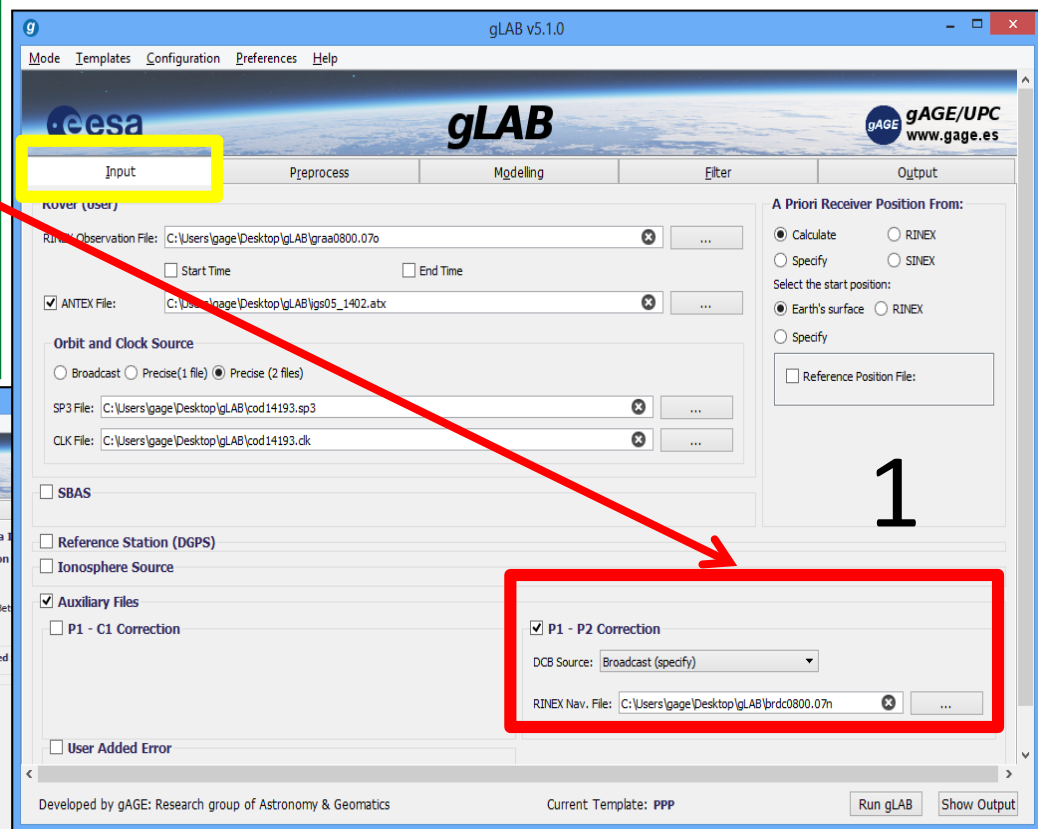 gLAB v5.1.0
Mode Templates Configuration Preferences Help
esa
gLAB
gAGE
gAGE/UPC
www.gage.es
Input Preprocess Modelling Filter Output
Rover (user)
RINEX Observation File: C:\Users\gage\Desktop\gLAB\graa0800.07o ...
Start Time End Time
ANTEX File: C:\Users\gage\Desktop\gLAB\igs05_1402.atx ...
Orbit and Clock Source
Broadcast Precise(1 file) Precise (2 files)
SP3 File: C:\Users\gage\Desktop\gLAB\cod14193.sp3 ...
CLK File: C:\Users\gage\Desktop\gLAB\cod14193.clk ...
A Priori Receiver Position From:
Calculate RINEX
Specify SINEX
Select the start position:
Earth's surface RINEX
Specify
Reference Position File:
1
SBAS
Reference Station (DGPS)
Ionosphere Source
Auxiliary Files
P1 - C1 Correction
P1 - P2 Correction
DCB Source: Broadcast (specify)
RINEX Nav. File: C:\Users\gage\Desktop\gLAB\brdc0800.07n ...
User Added Error
Developed by gAGE: Research group of Astronomy & Geomatics Current Template: PPP Run gLAB Show Output